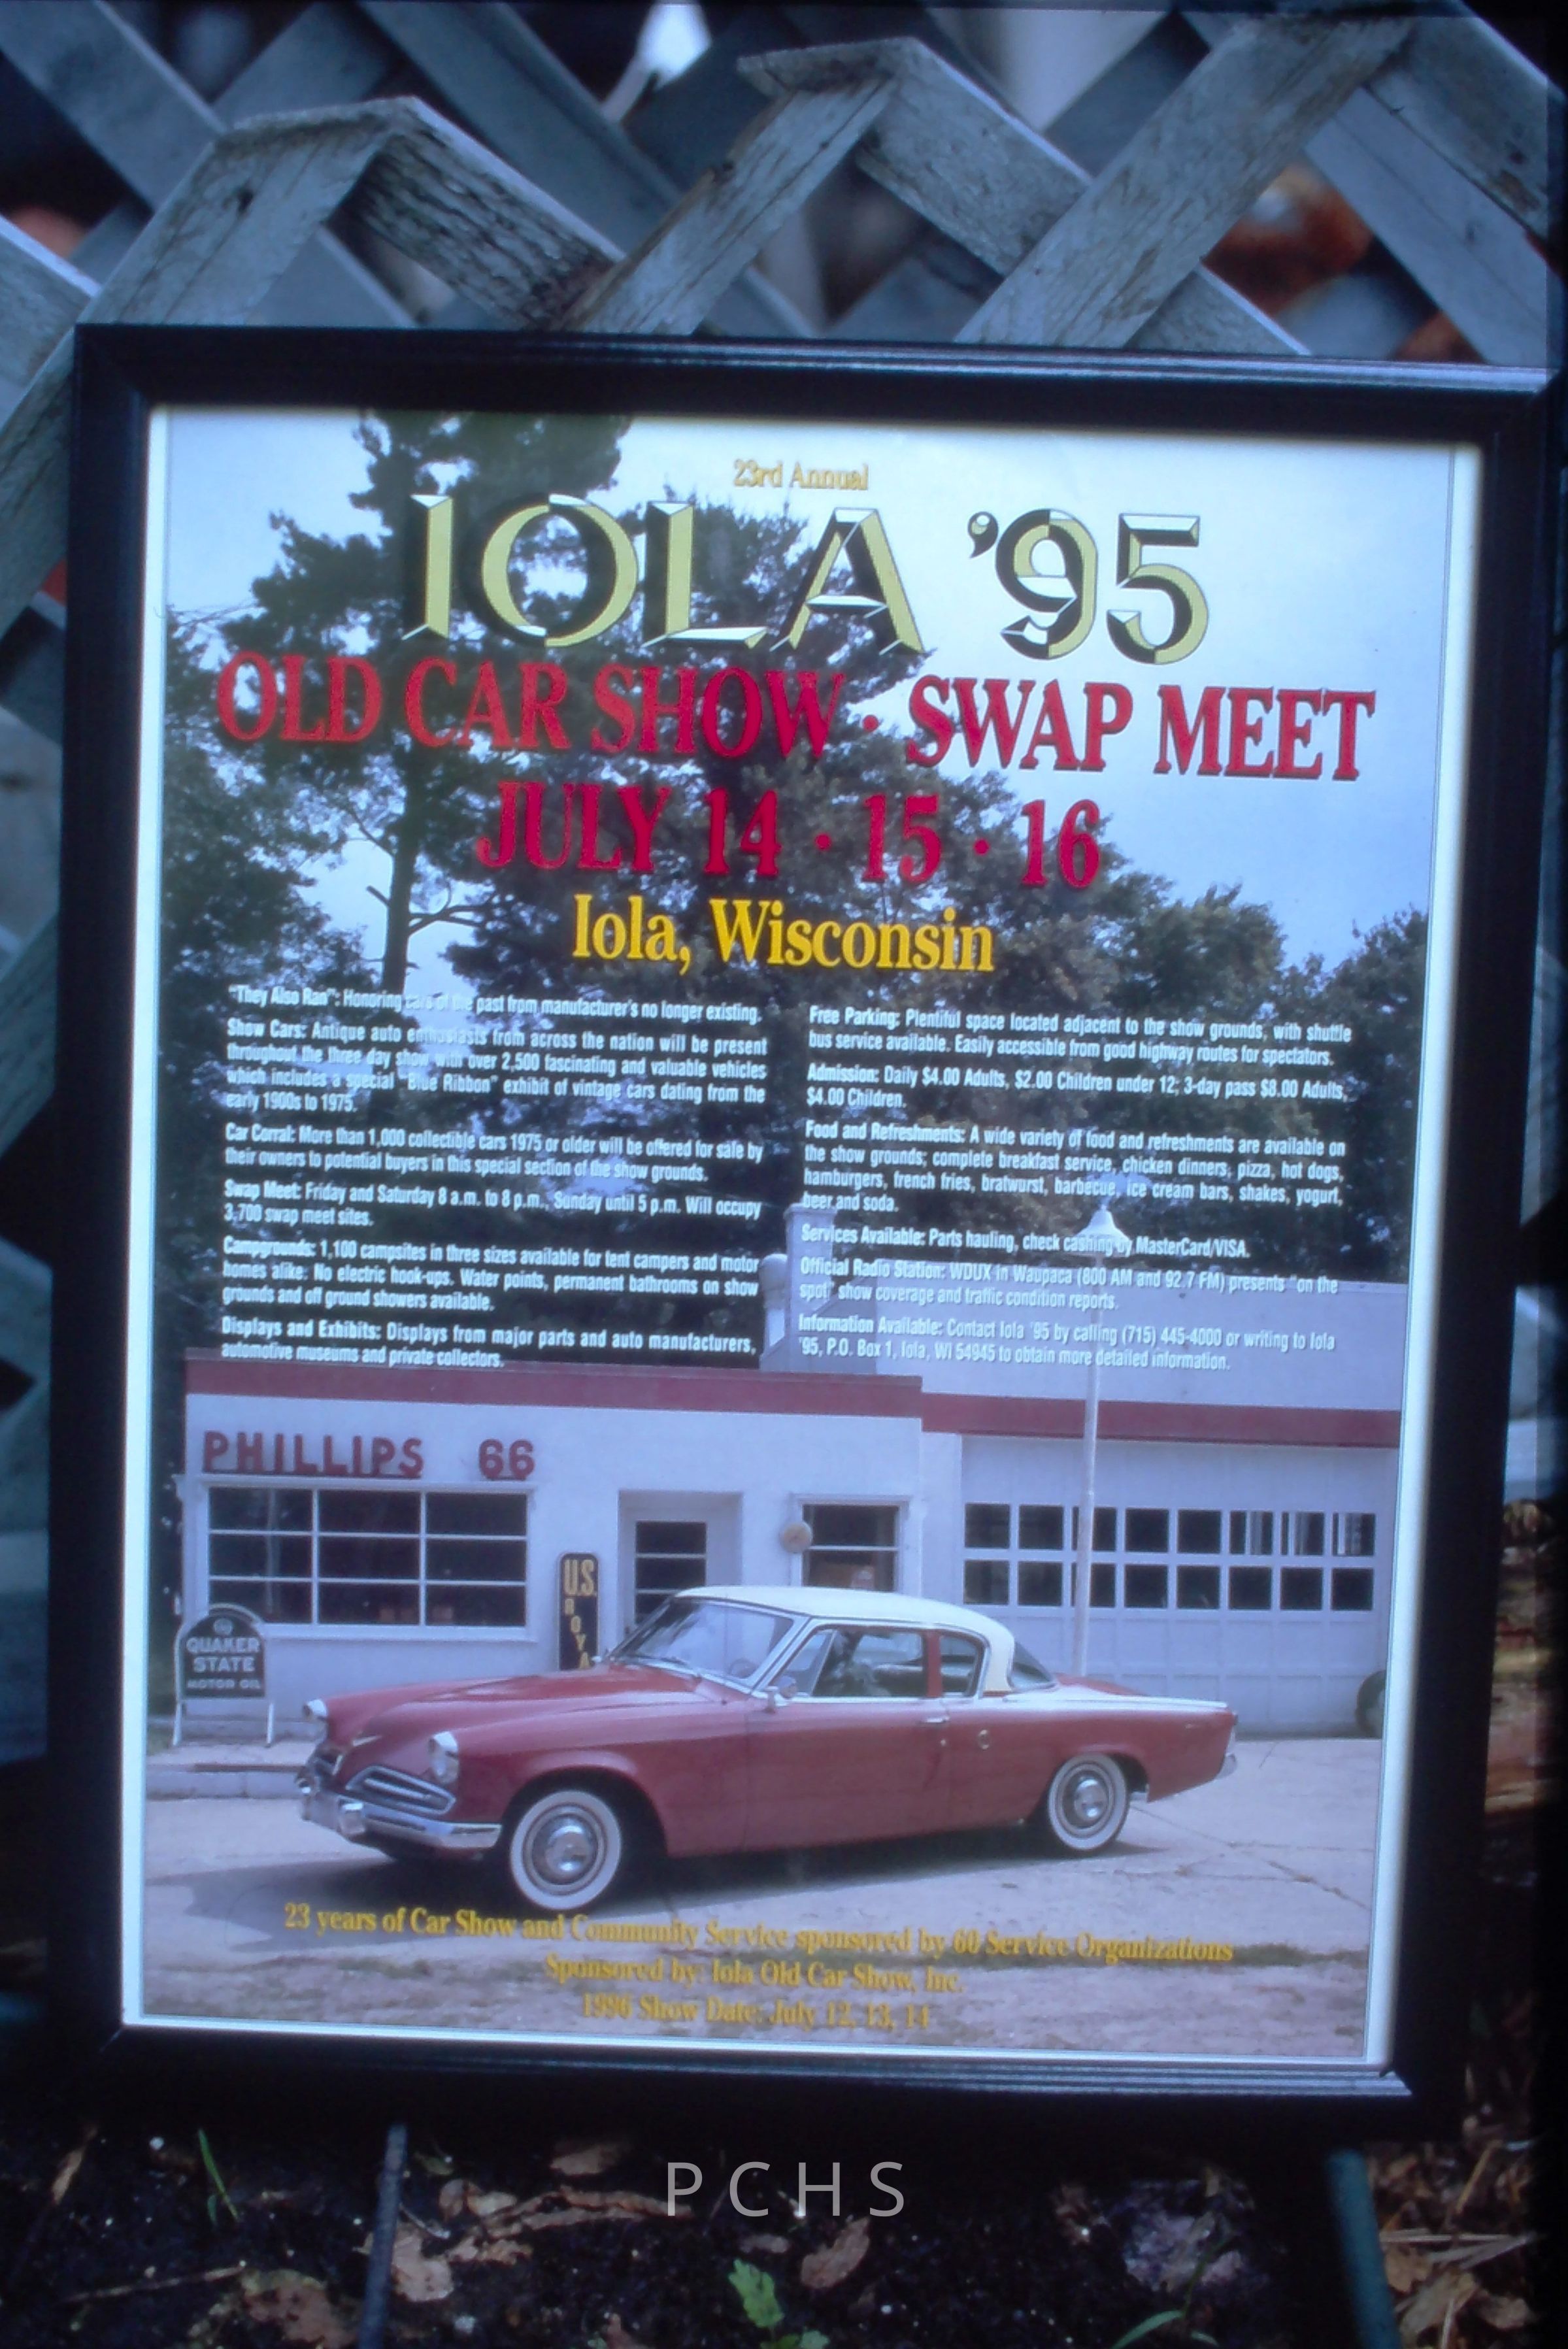 23rd Annual
IOLA '95
OLD CAR SHOW · SWAP MEET
JULY 14 · 15 · 16
Iola, Wisconsin
"They Also Ran": Honoring cars of the past from manufacturer's no longer existing.
Show Cars: Antique auto enthusiasts from across the nation will be present
throughout the three day show with over 2,500 fascinating and valuable vehicles
which includes a special "Blue Ribbon" exhibit of vintage cars dating from the
early 1900s to 1975.
Car Corral: More than 1,000 collectible cars 1975 or older will be offered for sale by
their owners to potential buyers in this special section of the show grounds.
Swap Meet: Friday and Saturday 8 a.m. to 8 p.m., Sunday until 5 p.m. Will occupy
3,700 swap meet sites.
Campgrounds: 1,100 campsites in three sizes available for tent campers and motor
homes alike. No electric hook-ups. Water points, permanent bathrooms on show
grounds and off ground showers available.
Displays and Exhibits: Displays from major parts and auto manufacturers,
automotive museums and private collectors.
Free Parking: Plentiful space located adjacent to the show grounds, with shuttle
bus service available. Easily accessible from good highway routes for spectators.
Admission: Daily $4.00 Adults, $2.00 Children under 12; 3-day pass $8.00 Adults,
$4.00 Children.
Food and Refreshments: A wide variety of food and refreshments are available on
the show grounds; complete breakfast service, chicken dinners, pizza, hot dogs,
hamburgers, french fries, bratwurst, barbecue, ice cream bars, shakes, yogurt,
beer and soda.
Services Available: Parts hauling, check cashing by MasterCard/VISA.
Official Radio Station: WDUX in Waupaca (800 AM and 92.7 FM) presents "on the
spot" show coverage and traffic condition reports.
Information Available: Contact Iola '95 by calling (715) 445-4000 or writing to Iola
'95, P.O. Box 1, Iola, WI 54945 to obtain more detailed information.
PHILLIPS 66
U.S.
ROYA
QUAKER
STATE
MOTOR OIL
23 years of Car Show and Community Service sponsored by 60 Service Organizations
Sponsored by: Iola Old Car Show, Inc.
1996 Show Date: July 12, 13, 14
PCHS